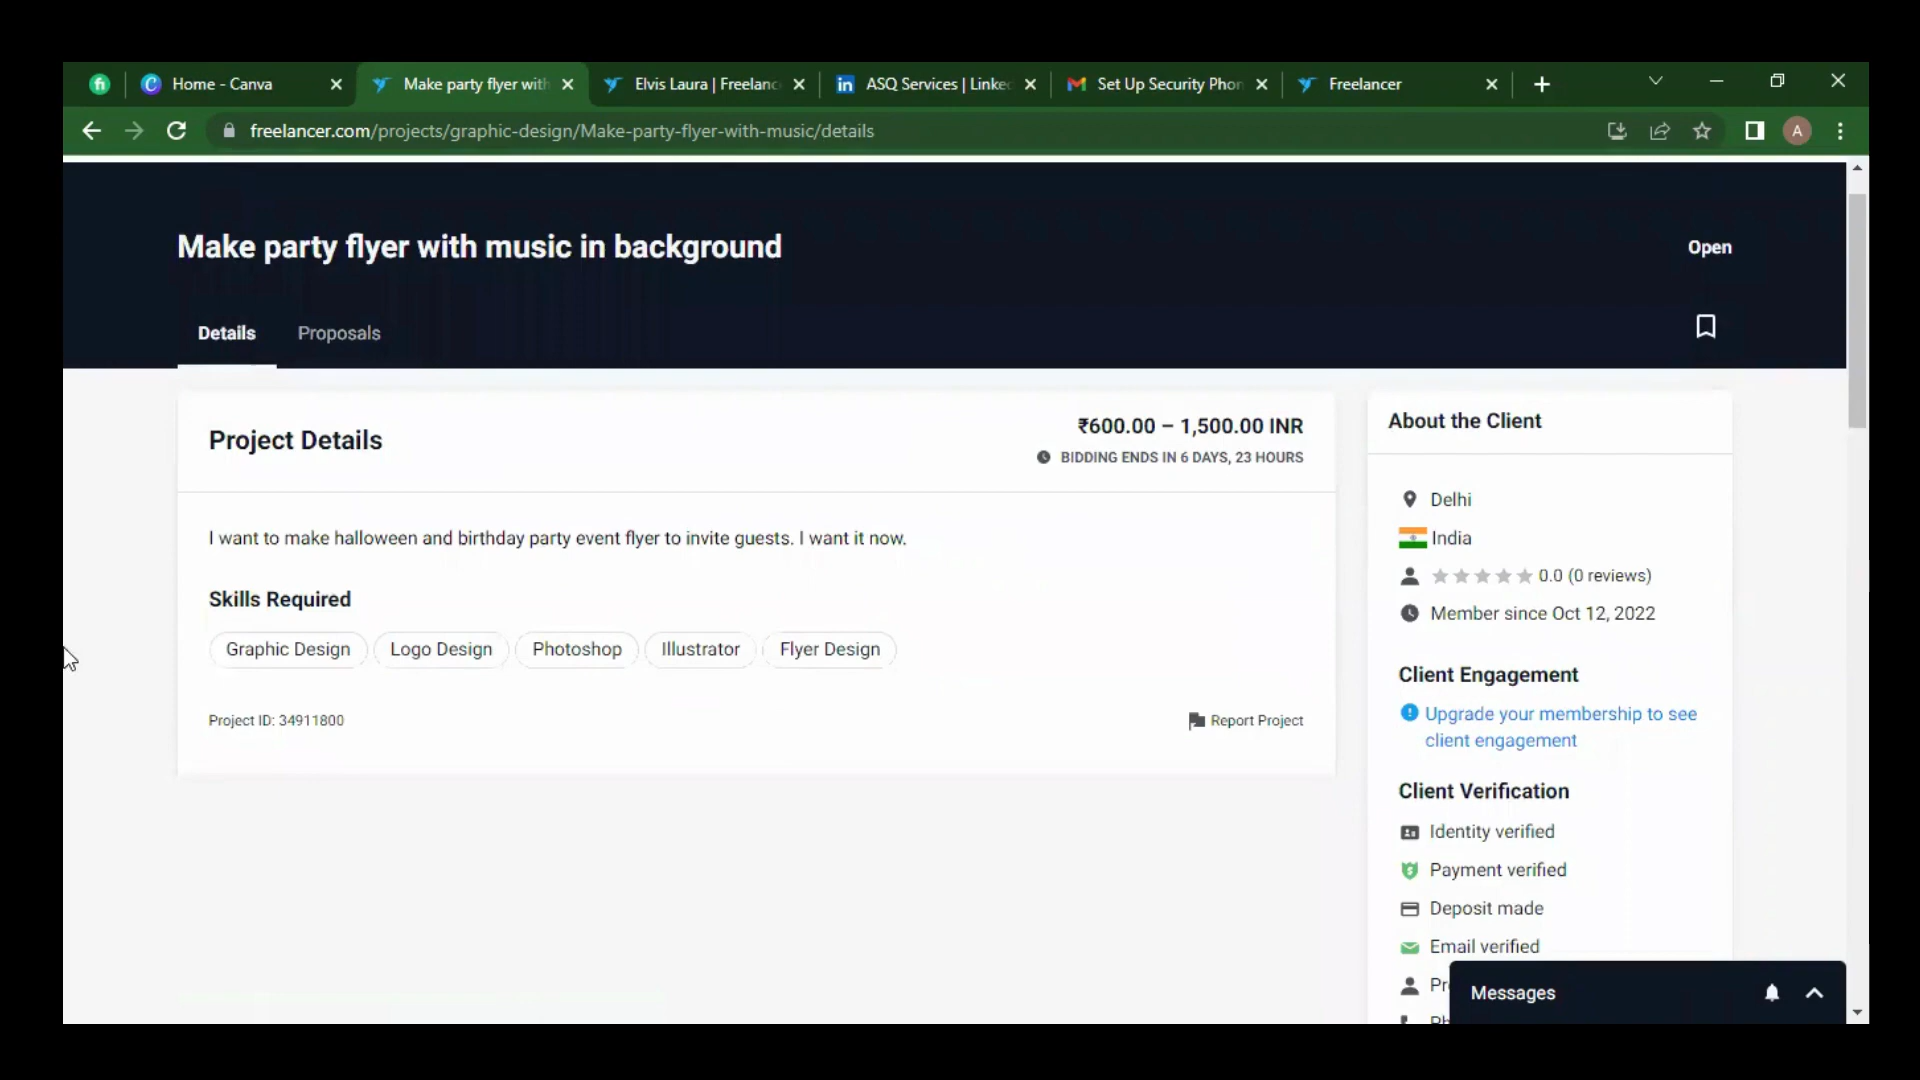 Home - Canva
Make party flyer with
Elvis Laura | Freelanc
ASQ Services | Linke
Set Up Security Phon
Freelancer
freelancer.com/projects/graphic-design/Make-party-flyer-with-music/details
A
Make party flyer with music in background
Open
Details
Proposals
Project Details
₹600.00 – 1,500.00 INR
BIDDING ENDS IN 6 DAYS, 23 HOURS
I want to make halloween and birthday party event flyer to invite guests. I want it now.
Skills Required
Graphic Design
Logo Design
Photoshop
Illustrator
Flyer Design
Project ID: 34911800
Report Project
About the Client
Delhi
India
0.0 (0 reviews)
Member since Oct 12, 2022
Client Engagement
Upgrade your membership to see
client engagement
Client Verification
Identity verified
Payment verified
Deposit made
Email verified
Messages